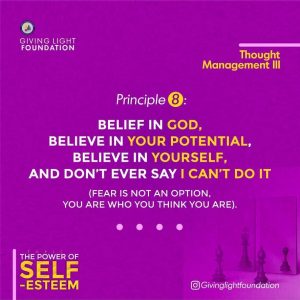 GIVING LIGHT
FOUNDATION
Thought
Management III
Principle 8:
BELIEF IN GOD,
BELIEVE IN YOUR POTENTIAL,
BELIEVE IN YOURSELF,
AND DON'T EVER SAY I CAN'T DO IT
(FEAR IS NOT AN OPTION,
YOU ARE WHO YOU THINK YOU ARE).
THE POWER OF
SELF
-ESTEEM
@Givinglightfoundation